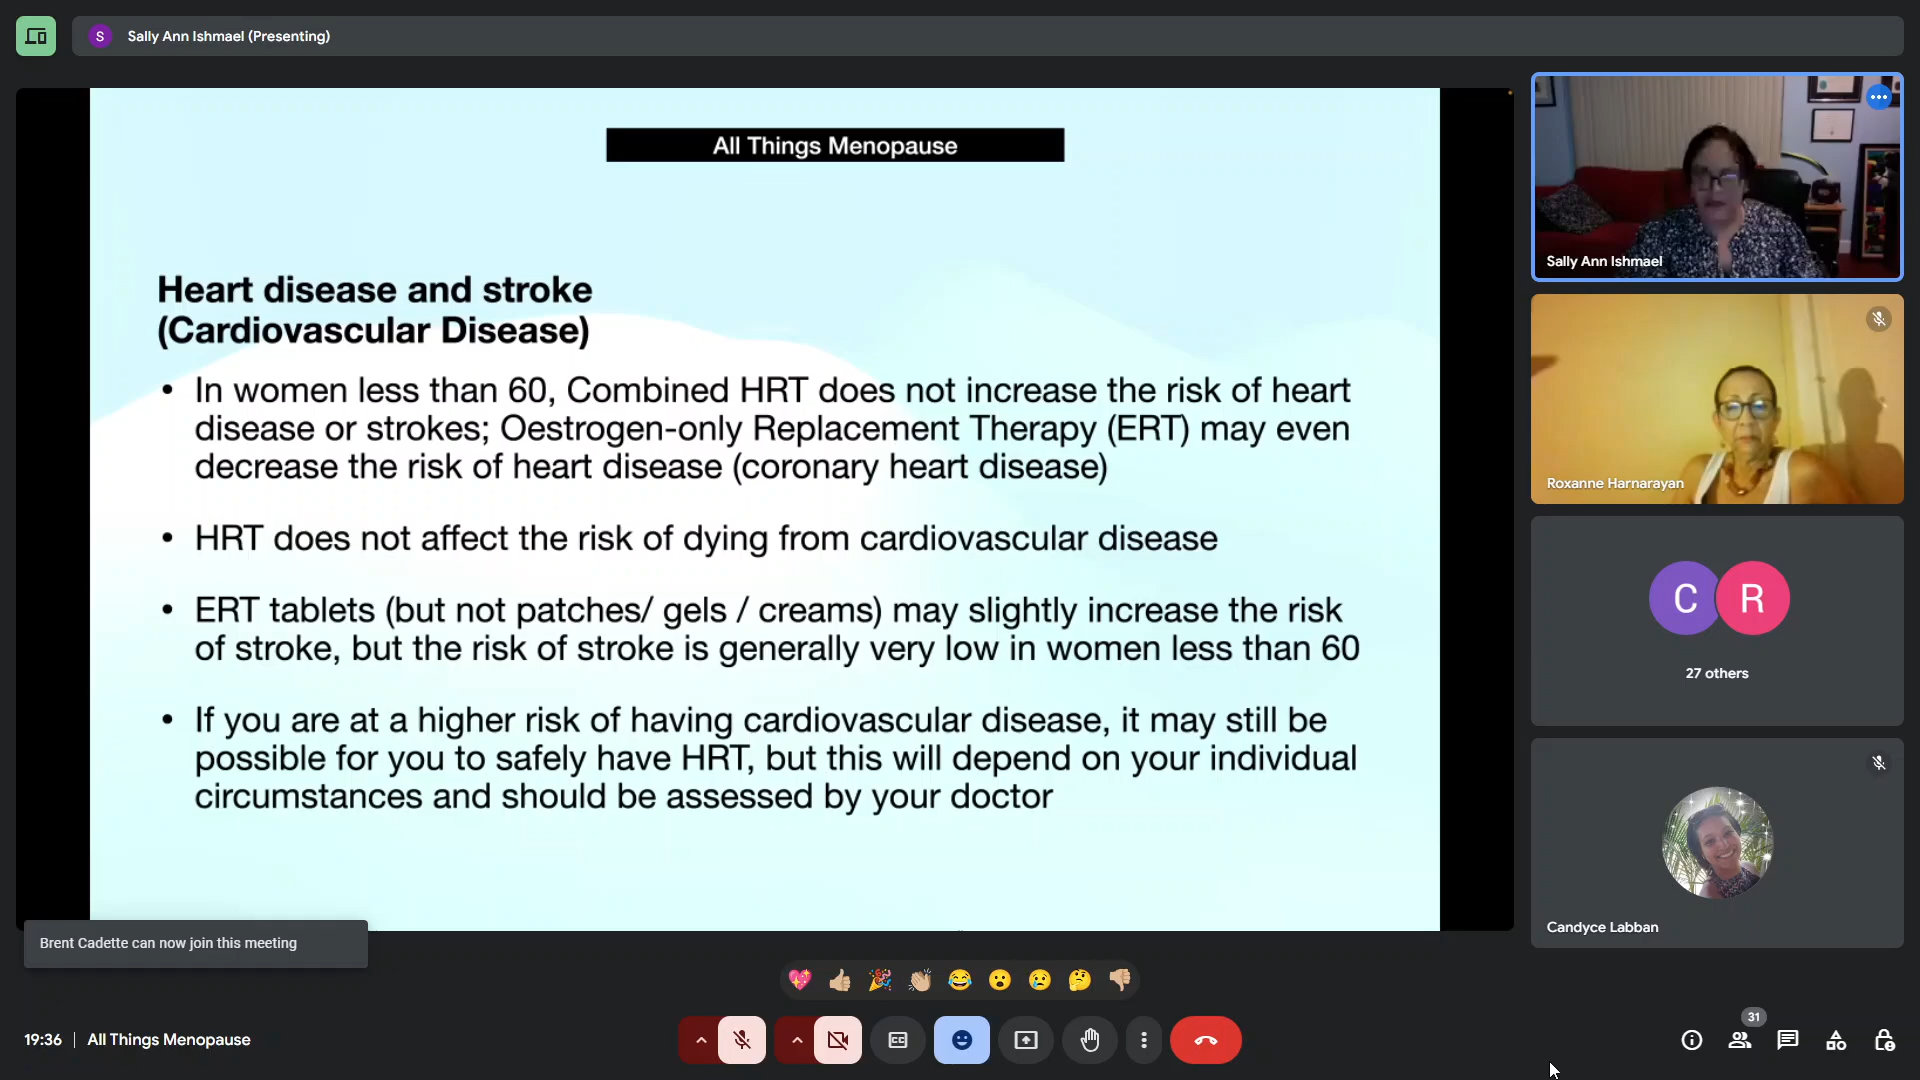 S Sally Ann Ishmael (Presenting)
All Things Menopause
Heart disease and stroke
(Cardiovascular Disease)
• In women less than 60, Combined HRT does not increase the risk of heart
disease or strokes; Oestrogen-only Replacement Therapy (ERT) may even
decrease the risk of heart disease (coronary heart disease)
• HRT does not affect the risk of dying from cardiovascular disease
• ERT tablets (but not patches/ gels / creams) may slightly increase the risk
of stroke, but the risk of stroke is generally very low in women less than 60
• If you are at a higher risk of having cardiovascular disease, it may still be
possible for you to safely have HRT, but this will depend on your individual
circumstances and should be assessed by your doctor
Sally Ann Ishmael
Roxanne Harnarayan
C R
27 others
Candyce Labban
Brent Cadette can now join this meeting
19:36 | All Things Menopause
31